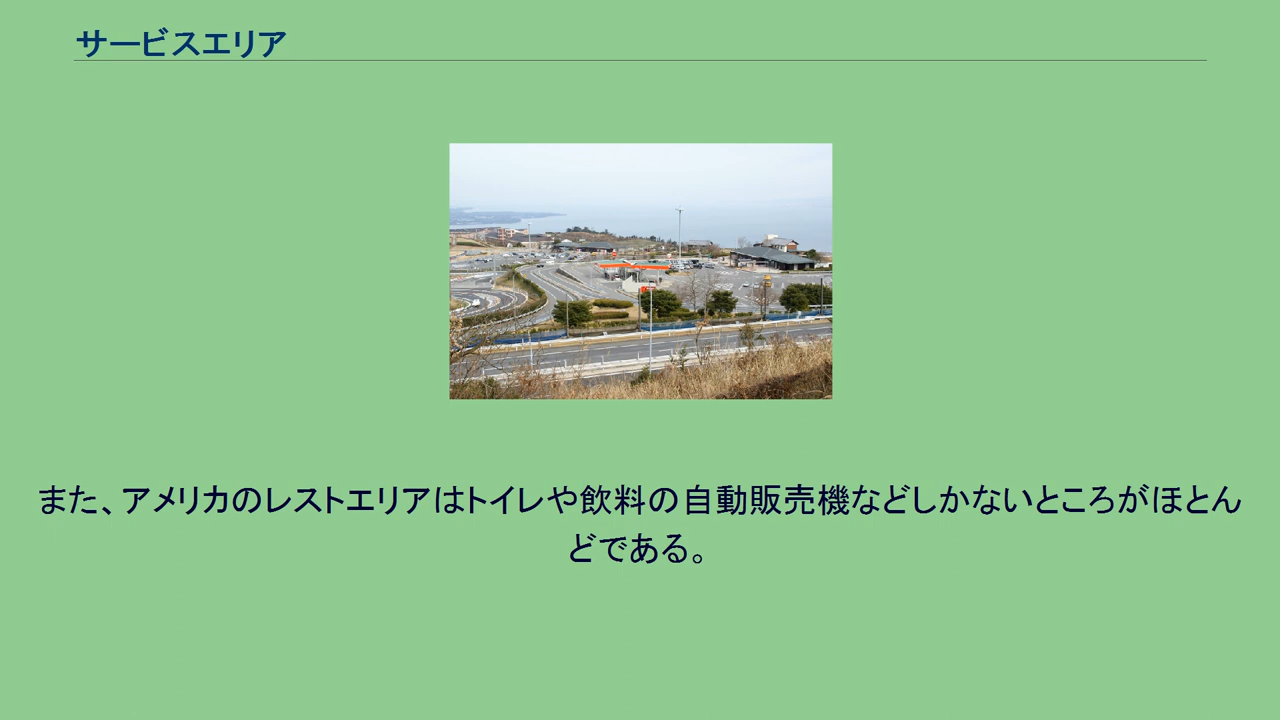 サービスエリア
また、アメリカのレストエリアはトイレや飲料の自動販売機などしかないところがほとん
どである。